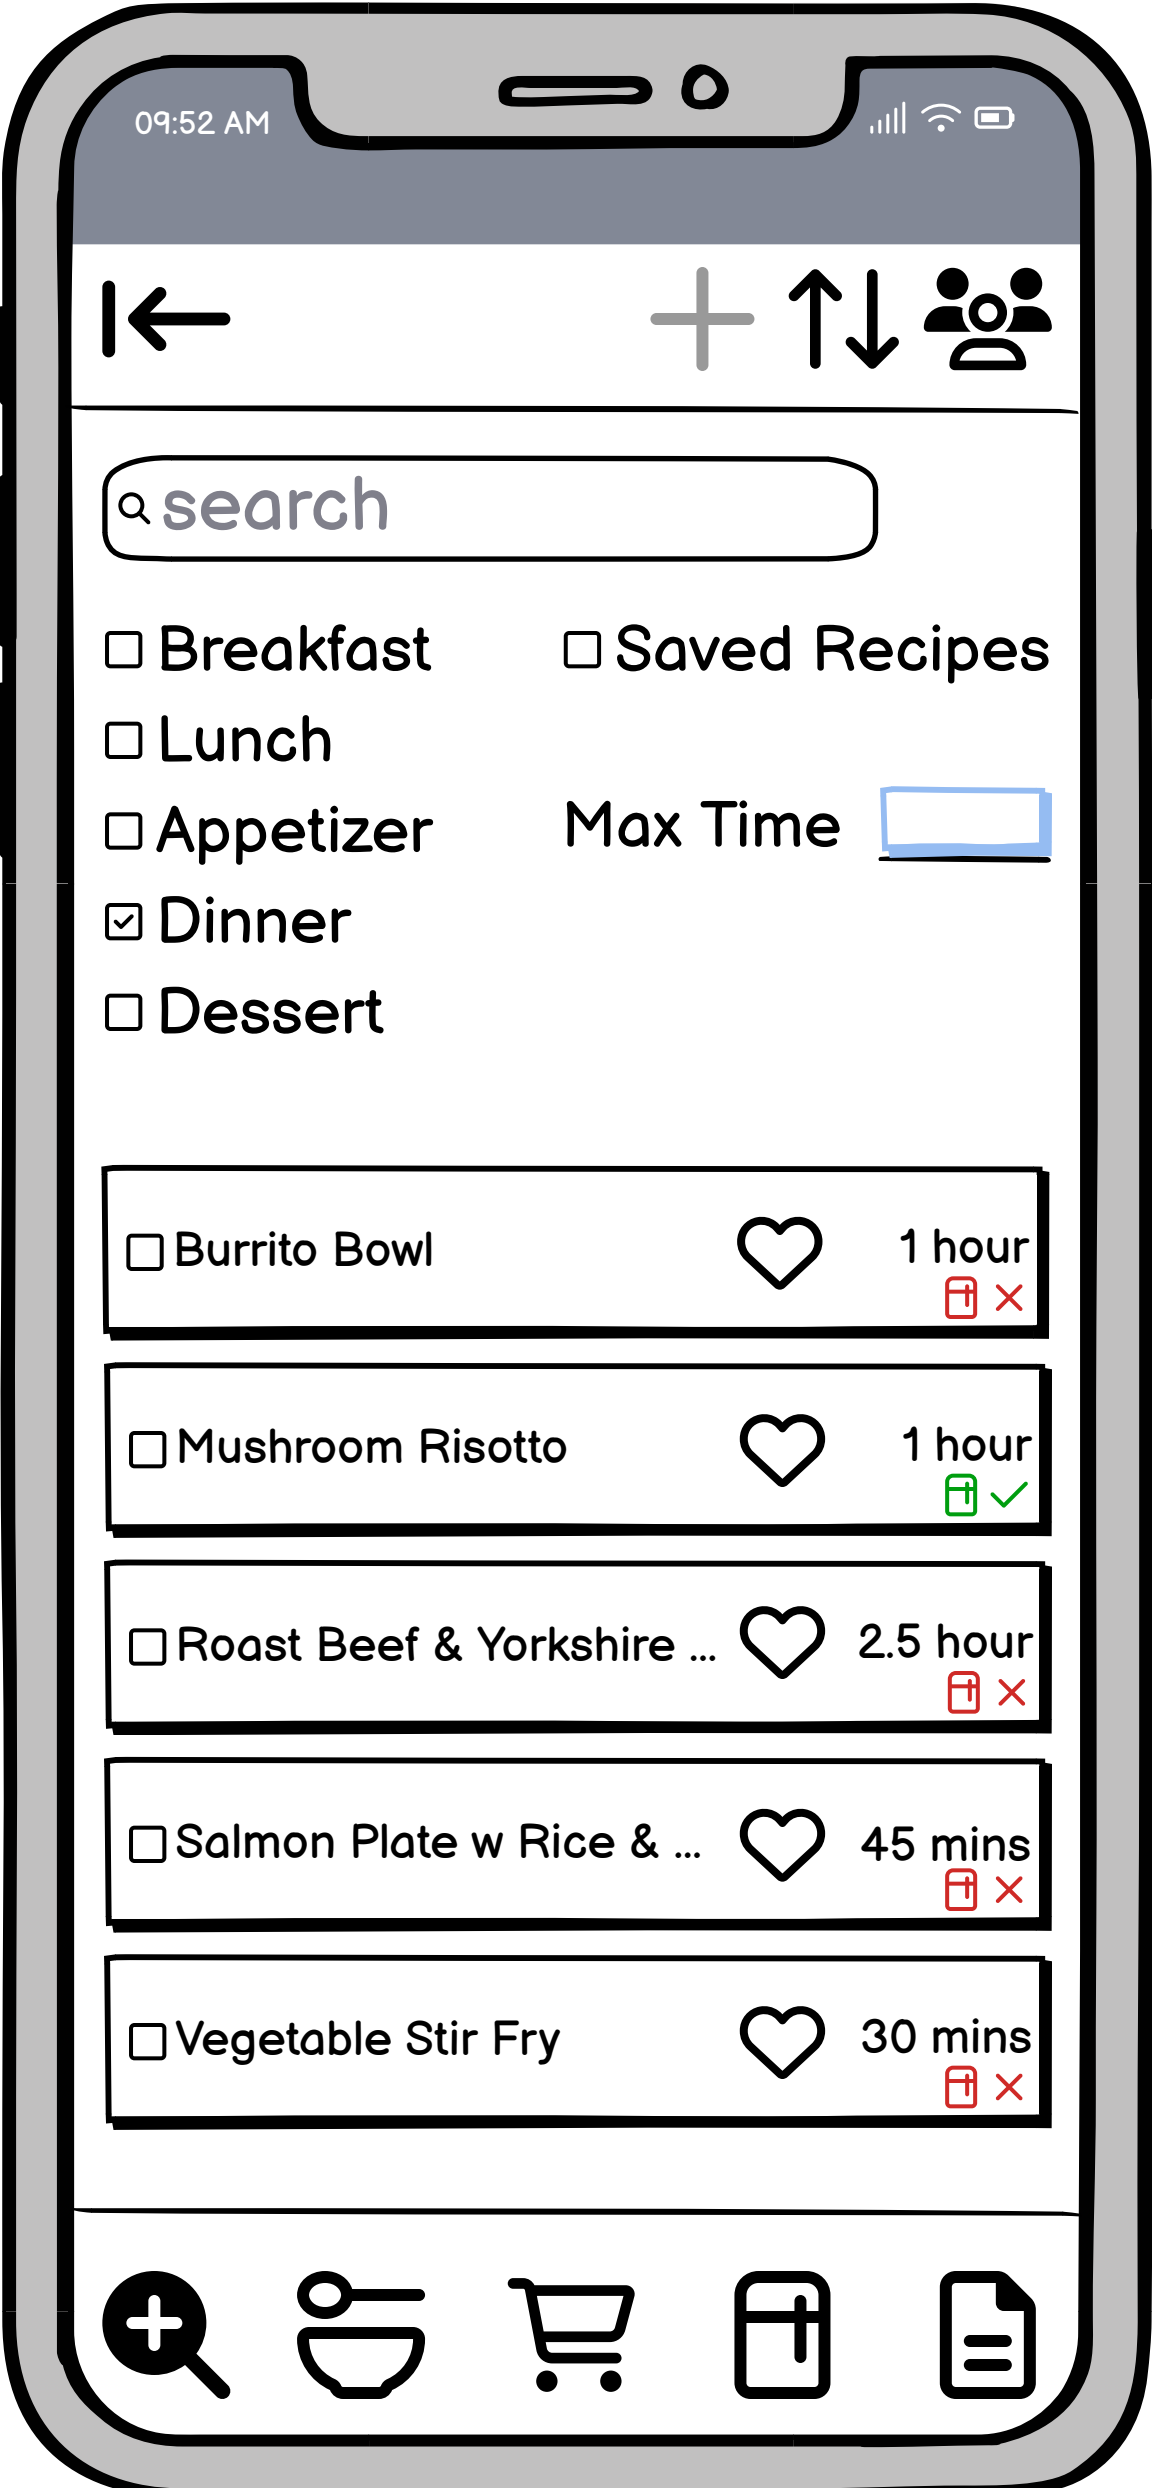 09:52 AM
search
Breakfast
Saved Recipes
Lunch
Appetizer
Max Time
Dinner
Dessert
Burrito Bowl
1 hour
Mushroom Risotto
1 hour
Roast Beef & Yorkshire ...
2.5 hour
Salmon Plate w Rice & ...
45 mins
Vegetable Stir Fry
30 mins